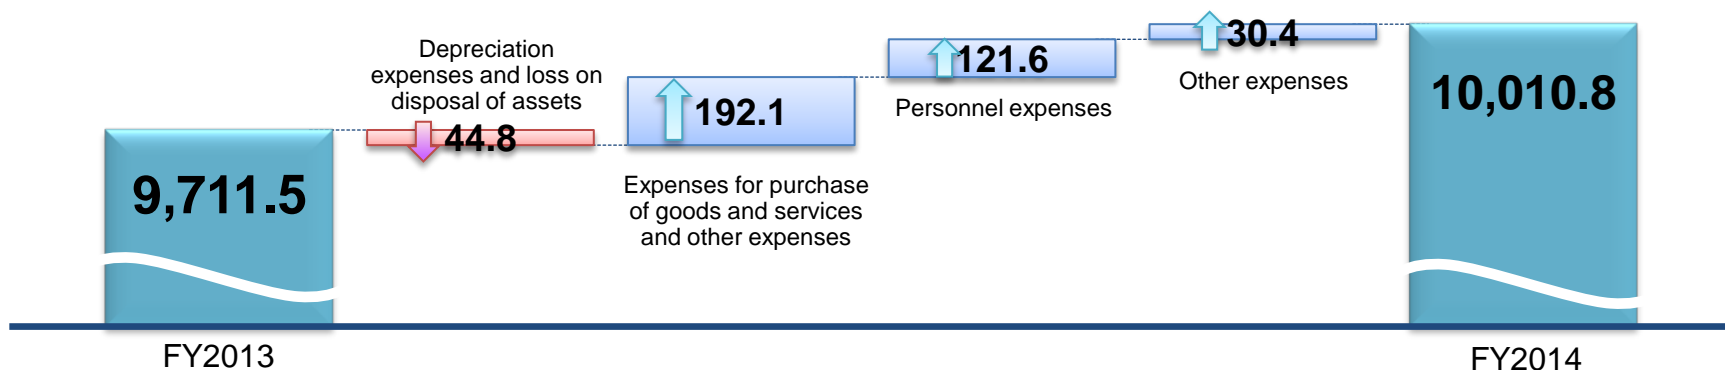 9,711.5
FY2013
Depreciation
expenses and loss on
disposal of assets
44.8
192.1
Expenses for purchase
of goods and services
and other expenses
121.6
Personnel expenses
30.4
Other expenses
10,010.8
FY2014